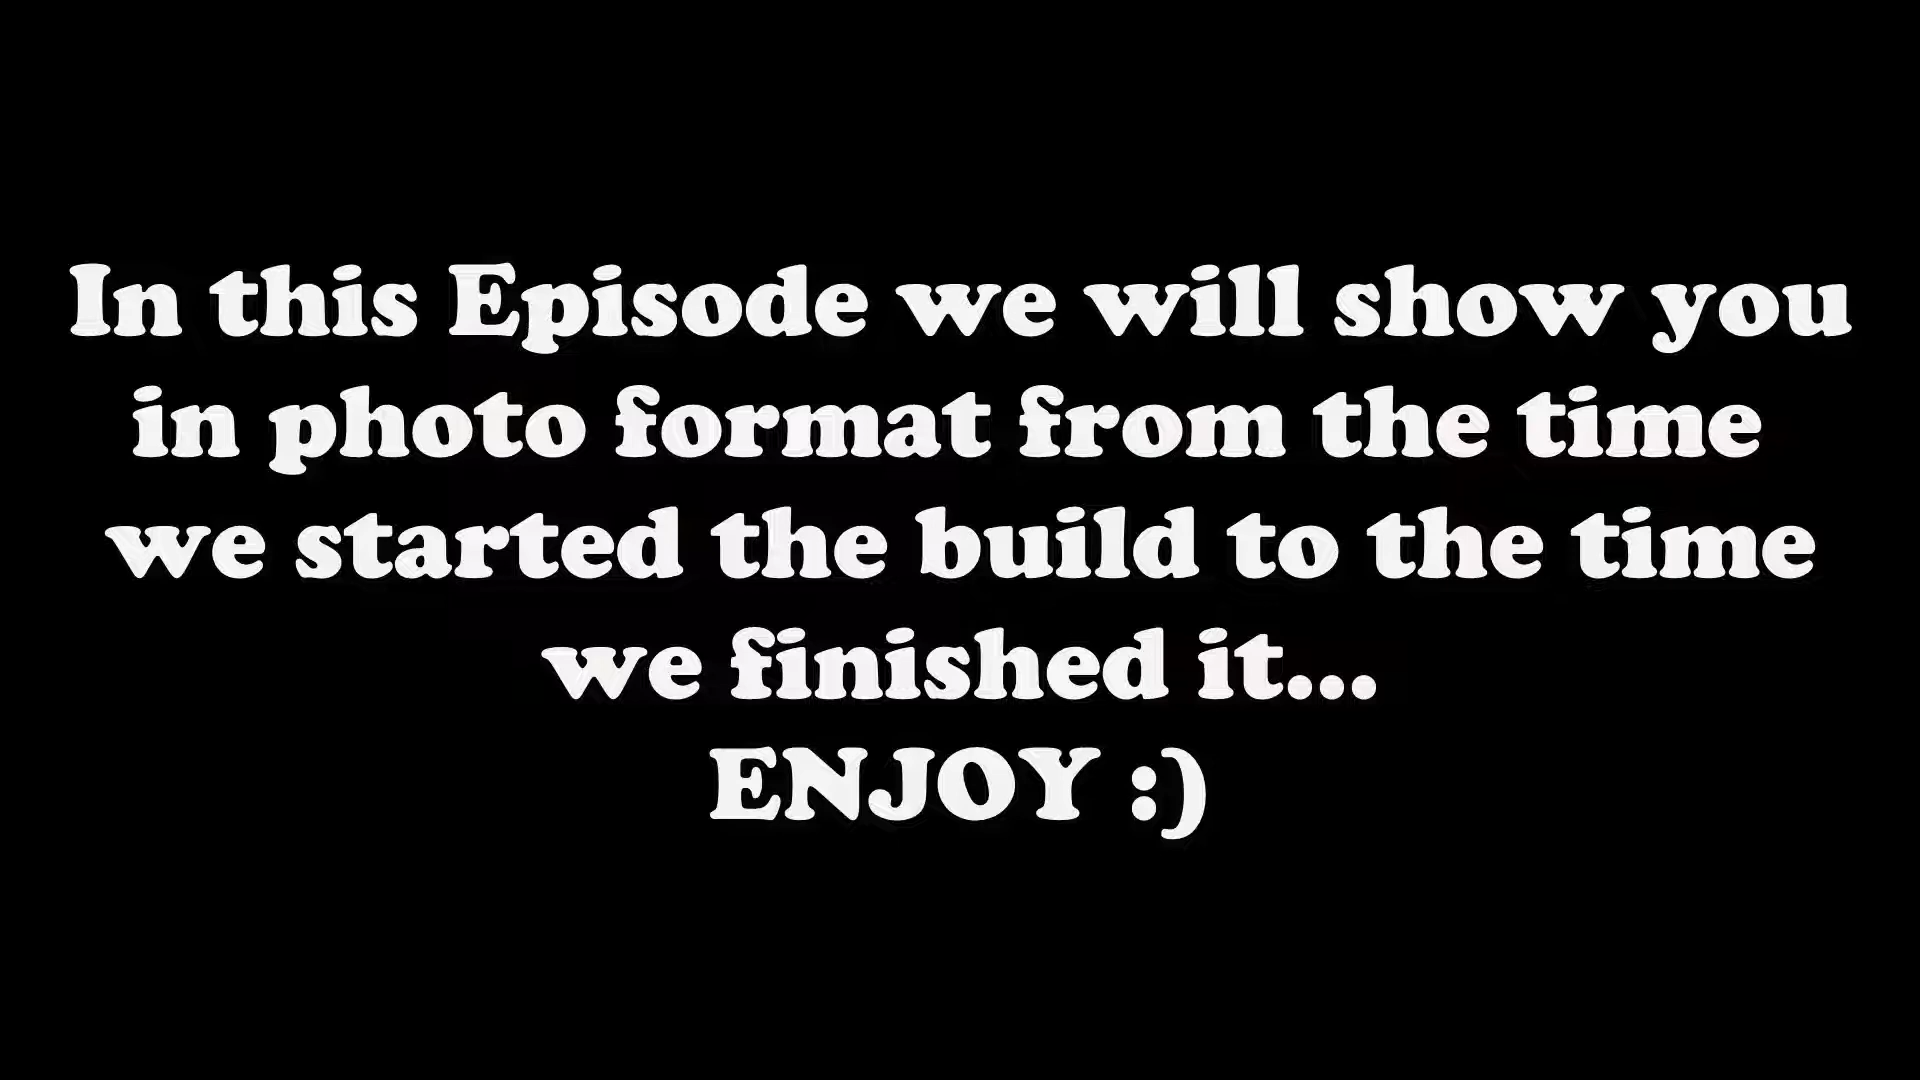 In this Episode we will show you
in photo format from the time
we started the build to the time
we finished it...
ENJOY :)